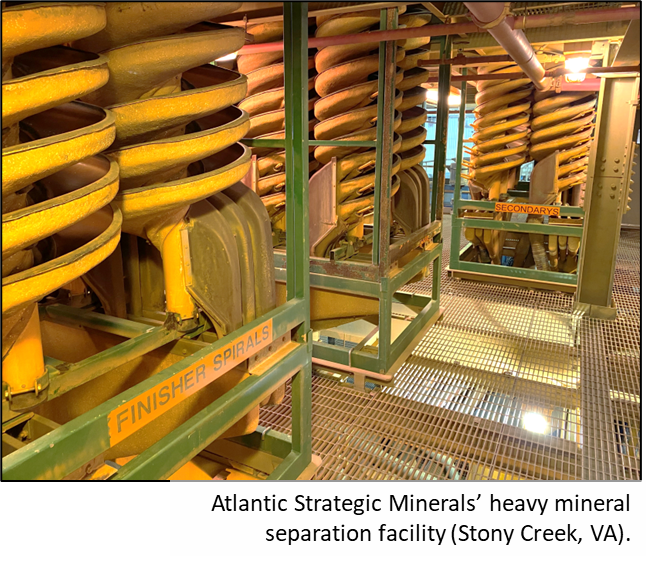 SECONDARYS
FINISHER SPIRALS
Atlantic Strategic Minerals' heavy mineral
separation facility (Stony Creek, VA).